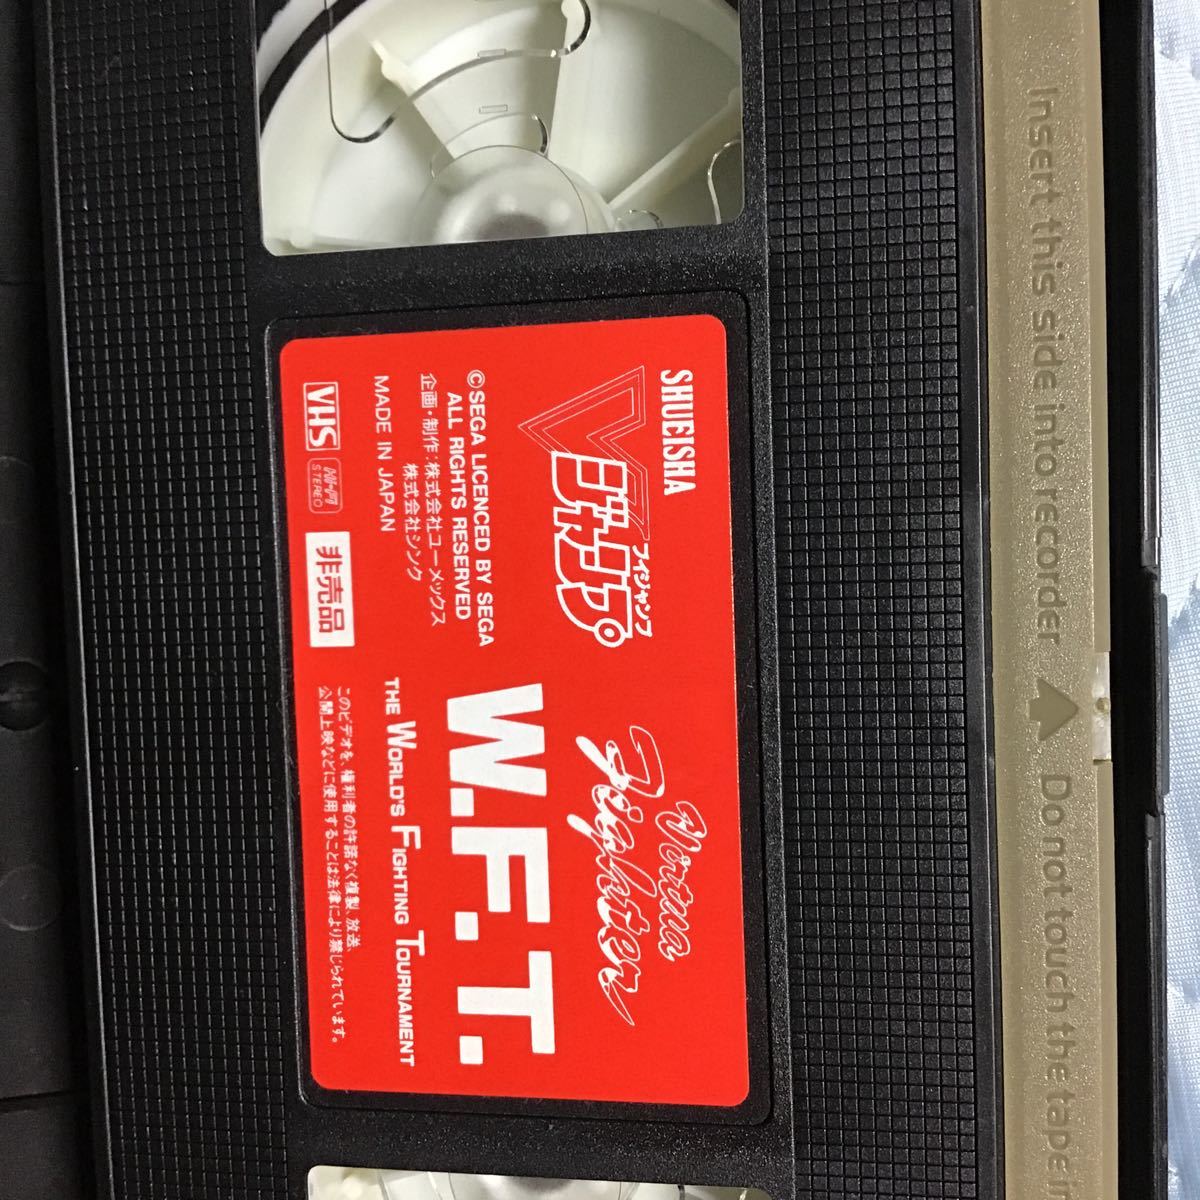 SHUEISHA
Vジャンプ
ブイジャンプ
©SEGA LICENCED BY SEGA
ALL RIGHTS RESERVED
企画・制作:株式会社ユーメックス
株式会社シンク
MADE IN JAPAN
VHS
Hi-Fi
STEREO
非売品
Virtua
Fighter
W.F.T.
THE WORLD'S FIGHTING TOURNAMENT
このビデオを、権利者の許諾なく複製、放送、
公開上映などに使用することは法律により禁じられています。
Insert this side into recorder Do not touch the tape